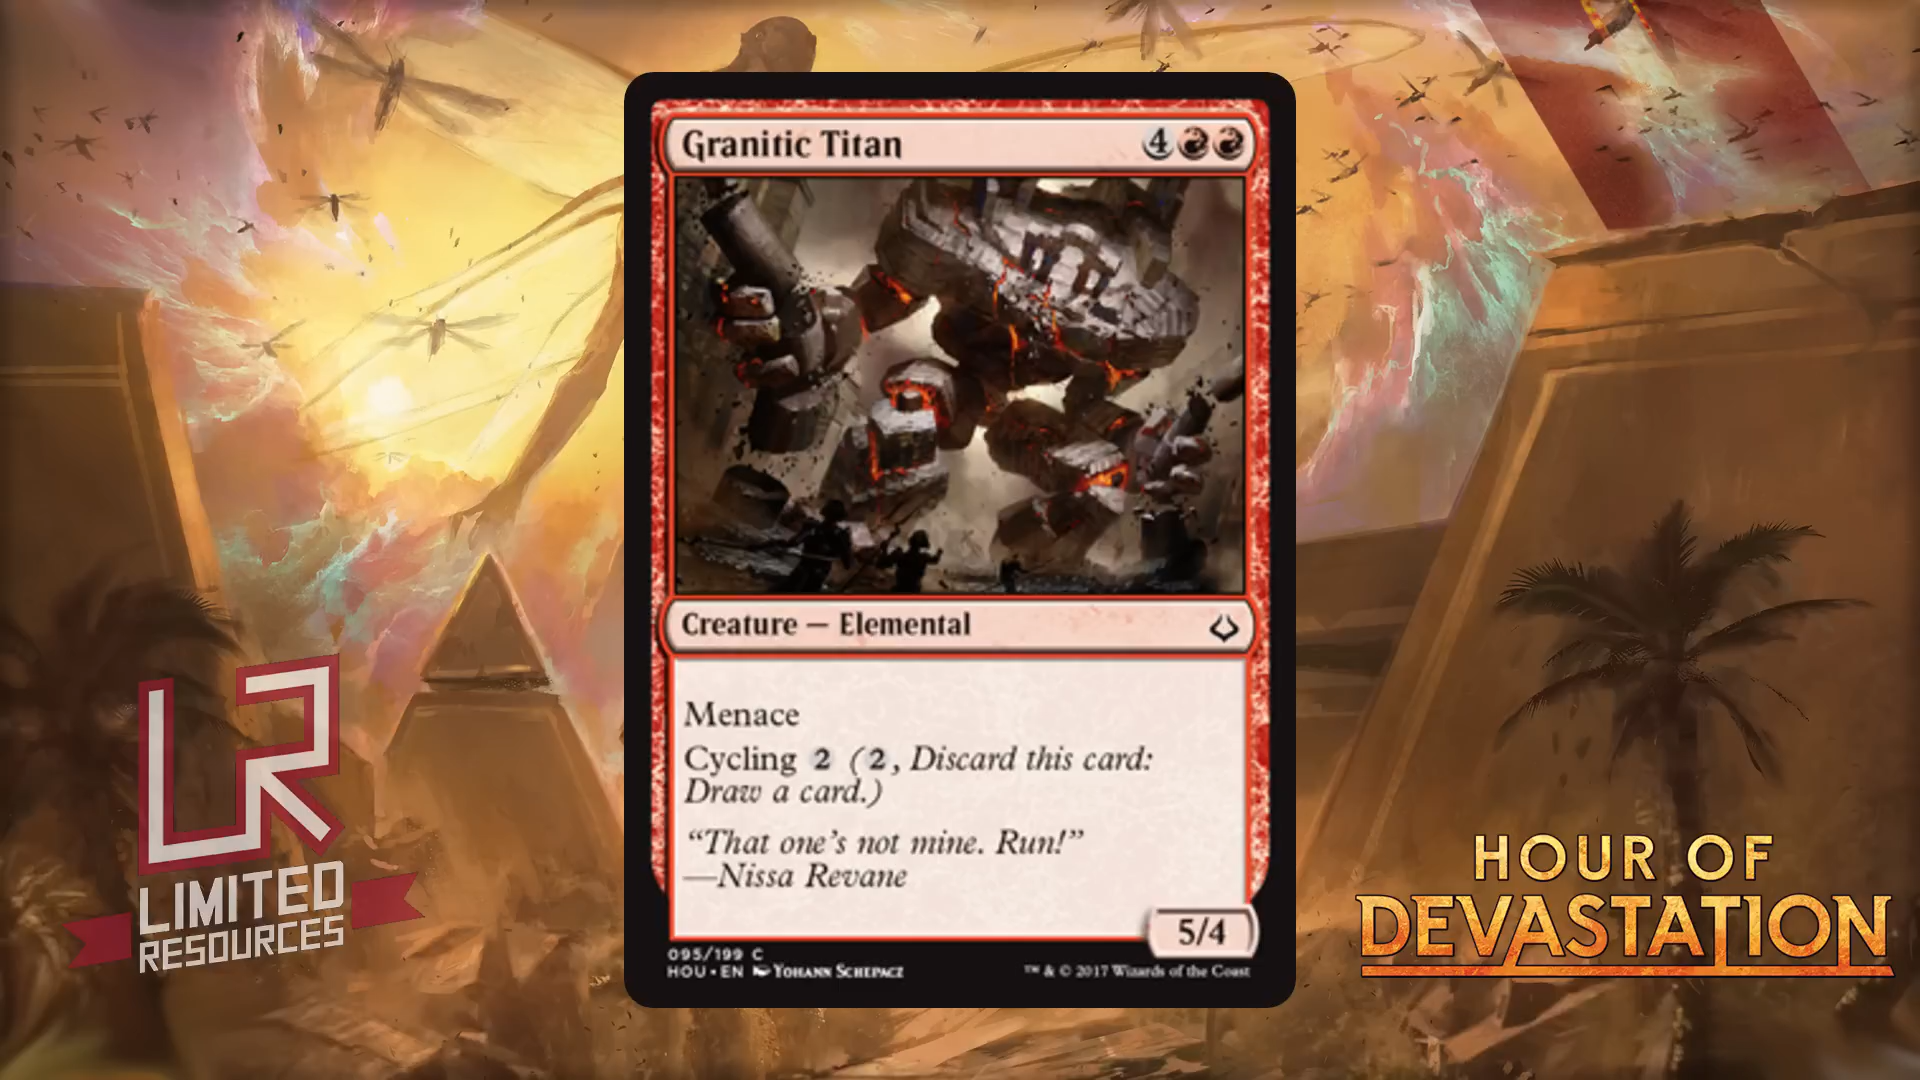 Granitic Titan 4
Creature — Elemental
Menace
Cycling 2 (2, Discard this card:
Draw a card.)
“That one’s not mine. Run!”
—Nissa Revane
5/4
095/199 C
HOU • EN Yohann Schepacz
™ & © 2017 Wizards of the Coast
LR
LIMITED
RESOURCES
HOUR OF
DEVASTATION